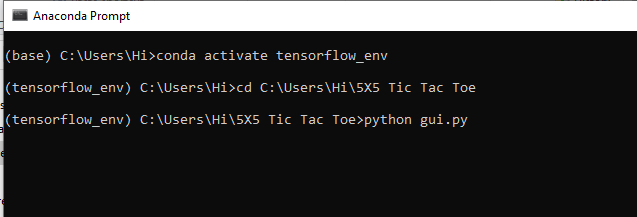 Anaconda Prompt
(base) C:\Users\Hi>conda activate tensorflow_env
(tensorflow_env) C:\Users\Hi>cd C:\Users\Hi\5X5 Tic Tac Toe
(tensorflow_env) C:\Users\Hi\5X5 Tic Tac Toe>python gui.py